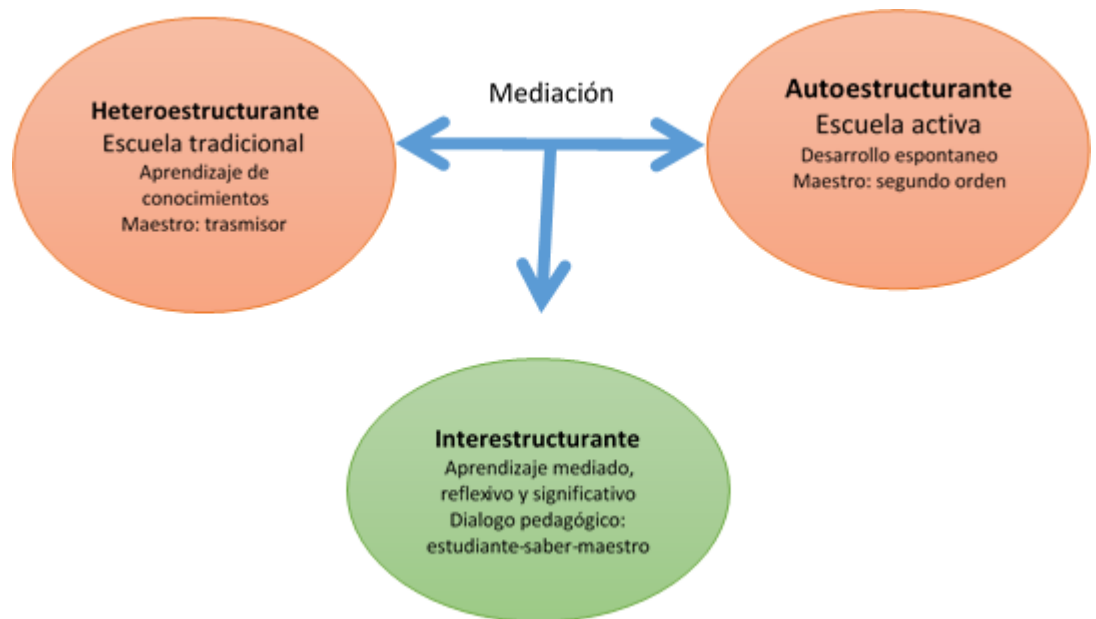 Heteroestructurante
Escuela tradicional
Aprendizaje de
conocimientos
Maestro: trasmisor
Mediación
Autoestructurante
Escuela activa
Desarrollo espontaneo
Maestro: segundo orden
Interestructurante
Aprendizaje mediado,
reflexivo y significativo
Dialogo pedagógico:
estudiante-saber-maestro